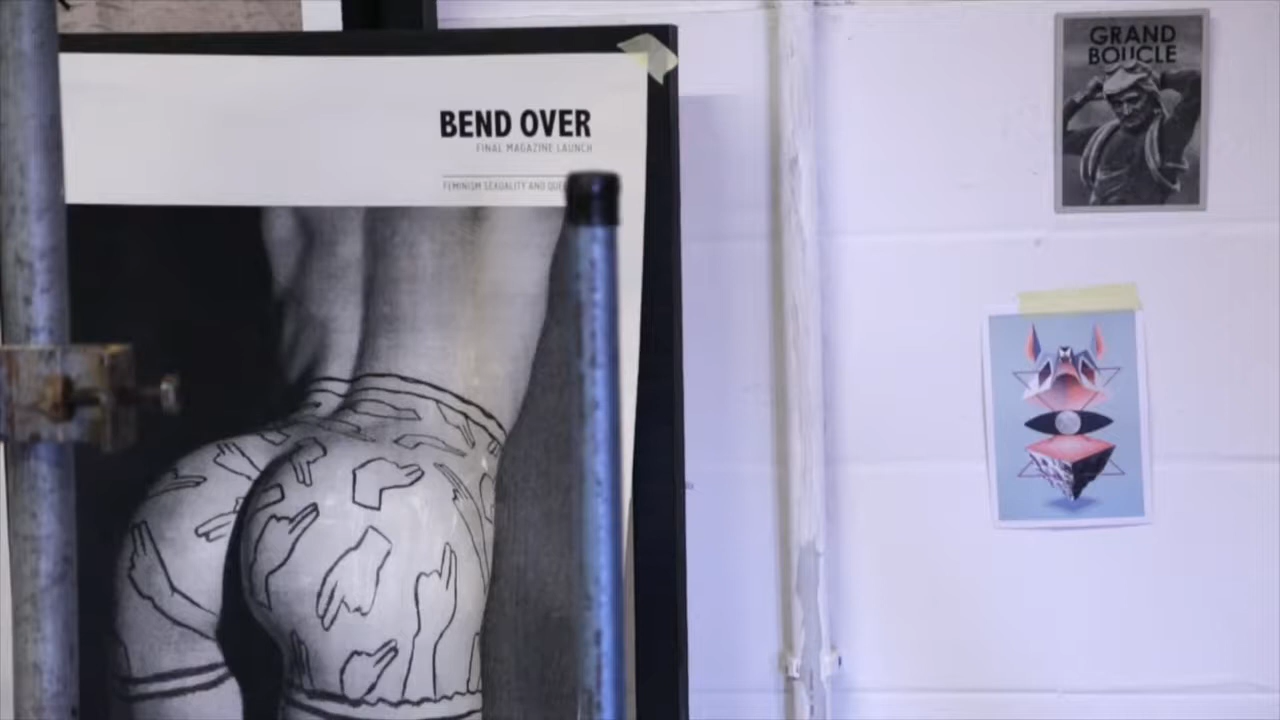 BEND OVER
FINAL MAGAZINE LAUNCH
FEMINISM SEXUALITY AND
GRAND
BOUCLE